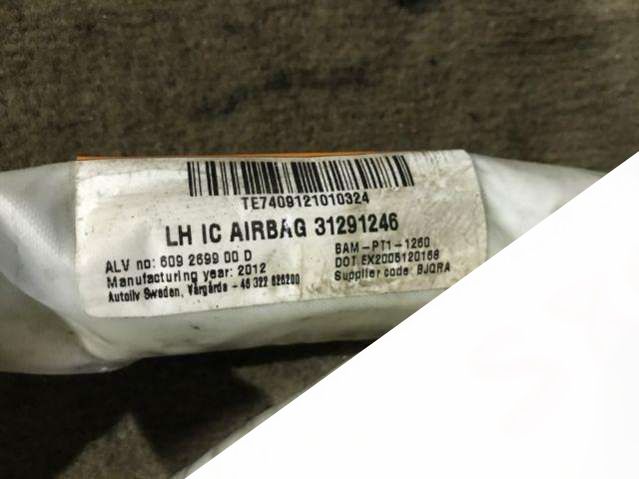 TE7409121010324
LH IC AIRBAG 31291246
ALV no: 609 2699 00 D
Manufacturing year: 2012
Autoliv Sweden, Vårgårda - 46 322 626200
BAM-PT1-1260
DOT EX2006120168
Supplier code: BJQRA